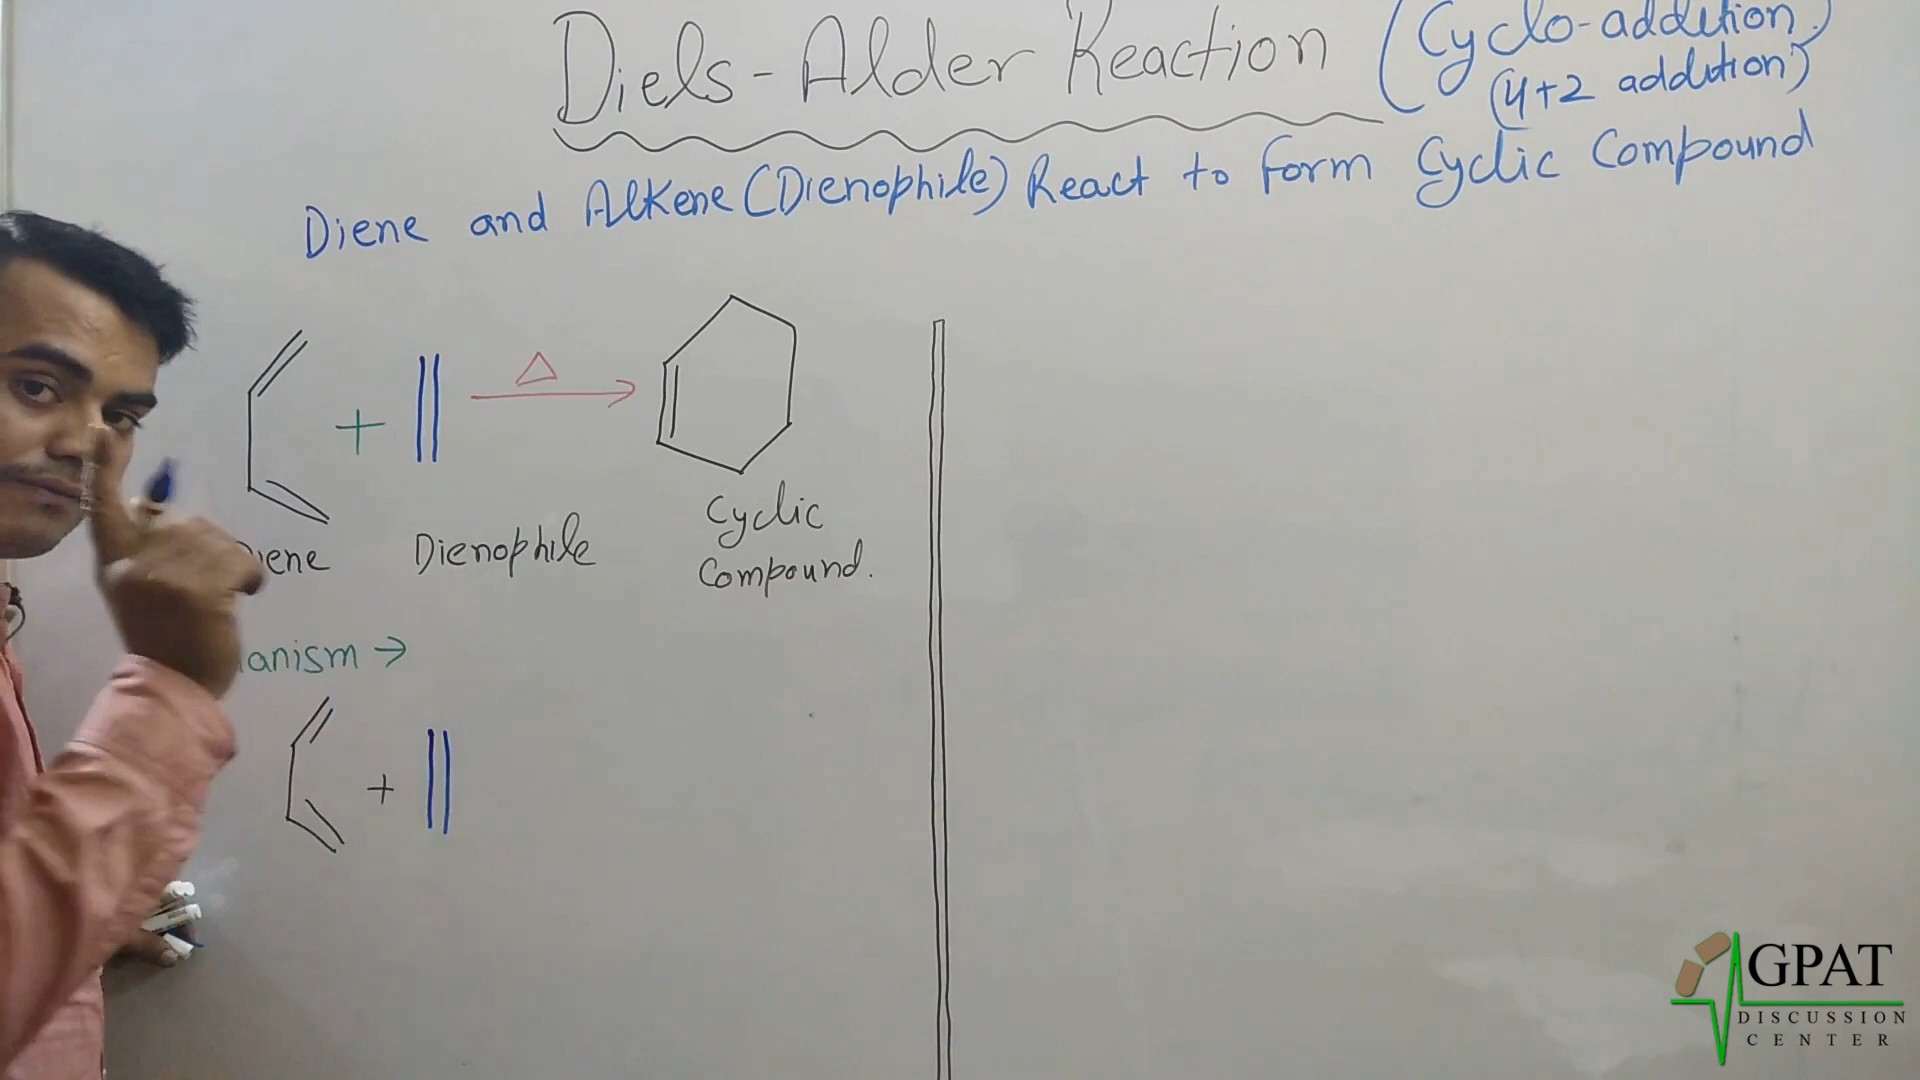 Diels-Alder Reaction (Cyclo-addition)
(4+2 addition)
Diene and Alkene (Dienophile) React to form Cyclic Compound
+
Δ
Dienophile
Cyclic
Compound.
→
+
GPAT
DISCUSSION
CENTER